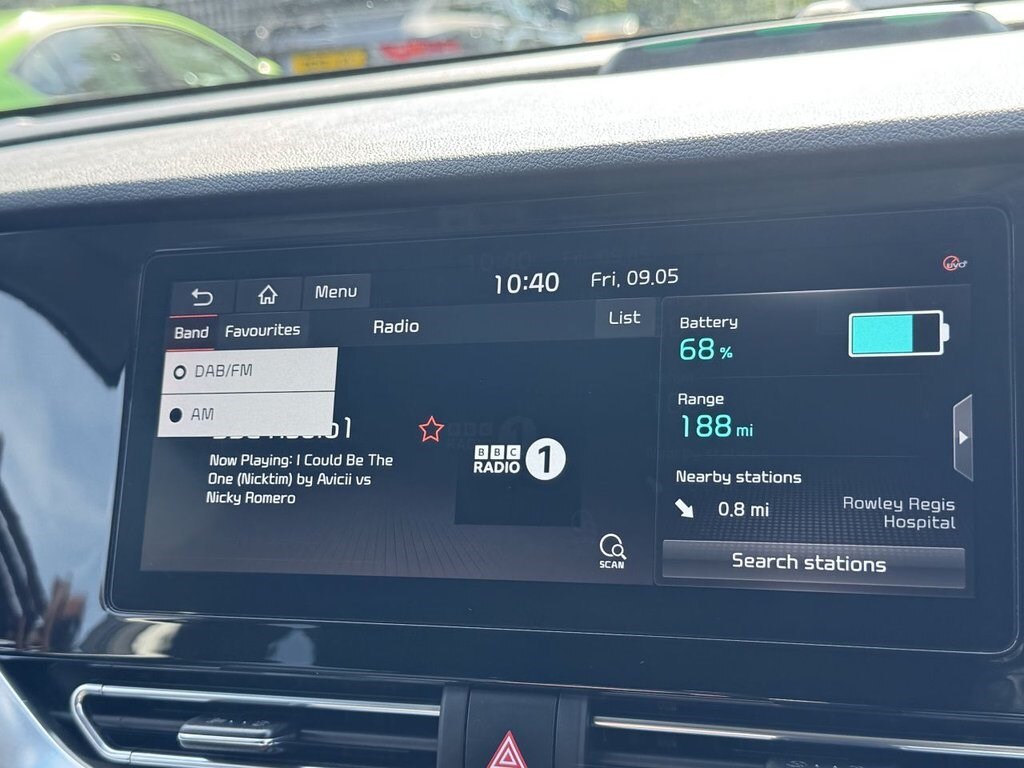 10:40 Fri, 09.05
UVO
Menu
Band Favourites Radio List
DAB/FM
AM
Now Playing: I Could Be The
One (Nicktim) by Avicii vs
Nicky Romero
BBC
RADIO 1
SCAN
Battery
68 %
Range
188 mi
Nearby stations
0.8 mi Rowley Regis
Hospital
Search stations